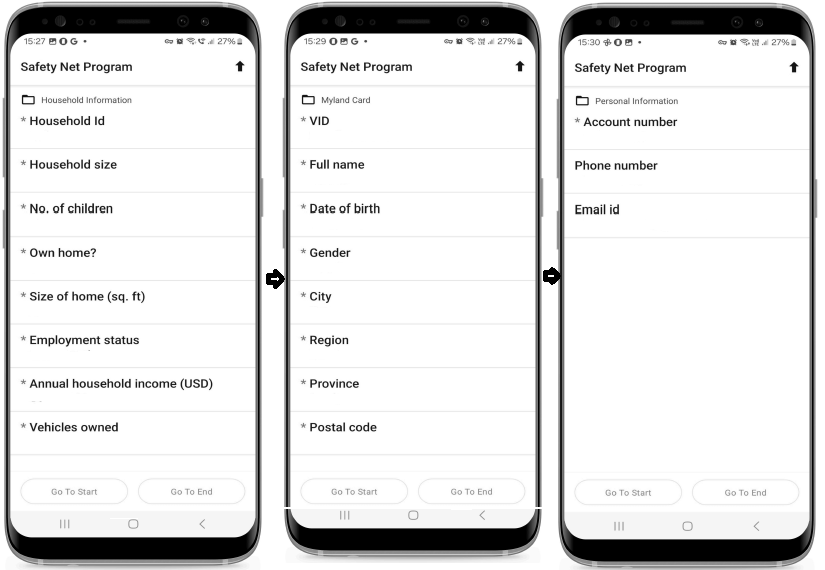 15:27 G 27%
Safety Net Program
Household Information
* Household Id
* Household size
* No. of children
* Own home?
* Size of home (sq. ft)
* Employment status
* Annual household income (USD)
* Vehicles owned
Go To Start Go To End
15:29 G 27%
Safety Net Program
Myland Card
* VID
* Full name
* Date of birth
* Gender
* City
* Region
* Province
* Postal code
Go To Start Go To End
15:30 27%
Safety Net Program
Personal Information
* Account number
Phone number
Email id
Go To Start Go To End